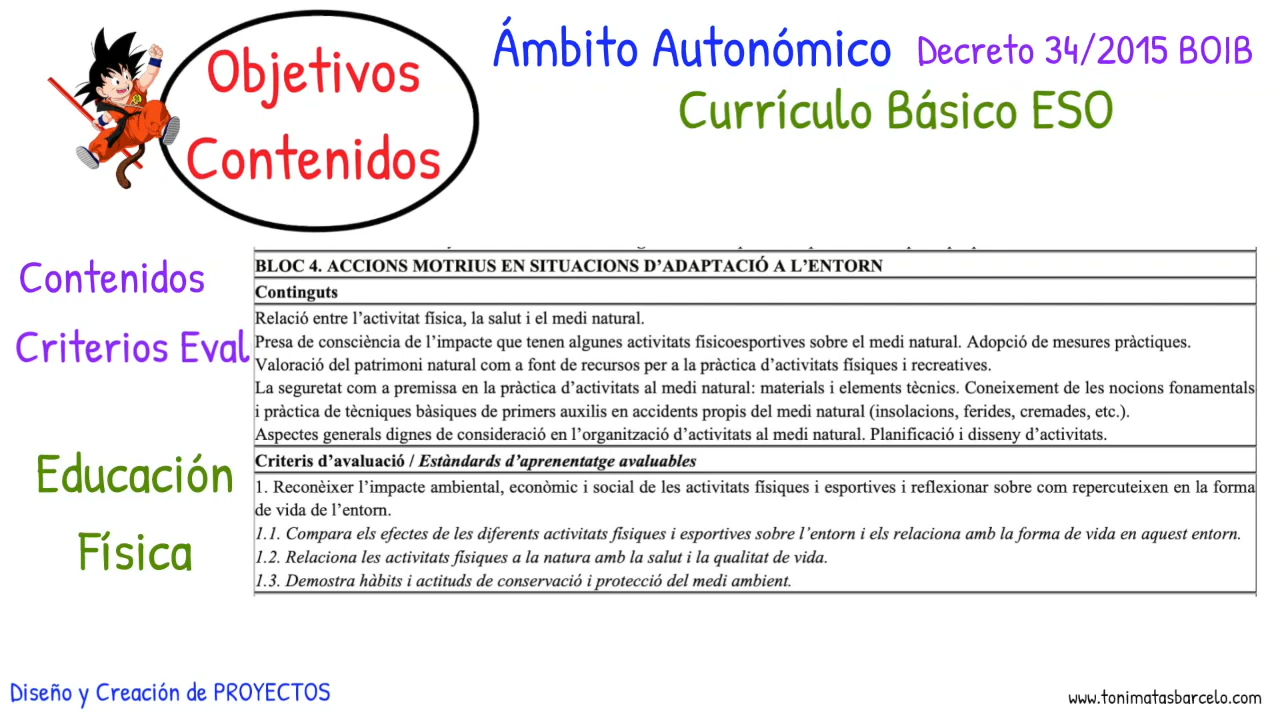 Objetivos
Contenidos
Ámbito Autonómico Decreto 34/2015 BOIB
Currículo Básico ESO
Contenidos
Criterios Eval
Educación
Física
BLOC 4. ACCIONS MOTRIUS EN SITUACIONS D’ADAPTACIÓ A L’ENTORN
Continguts
Relació entre l’activitat física, la salut i el medi natural.
Presa de consciència de l’impacte que tenen algunes activitats fisicoesportives sobre el medi natural. Adopció de mesures pràctiques.
Valoració del patrimoni natural com a font de recursos per a la pràctica d’activitats físiques i recreatives.
La seguretat com a premissa en la pràctica d’activitats al medi natural: materials i elements tècnics. Coneixement de les nocions fonamentals
i pràctica de tècniques bàsiques de primers auxilis en accidents propis del medi natural (insolacions, ferides, cremades, etc.).
Aspectes generals dignes de consideració en l’organització d’activitats al medi natural. Planificació i disseny d’activitats.
Criteris d’avaluació / Estàndards d’aprenentatge avaluables
1. Reconèixer l’impacte ambiental, econòmic i social de les activitats físiques i esportives i reflexionar sobre com repercuteixen en la forma
de vida de l’entorn.
1.1. Compara els efectes de les diferents activitats físiques i esportives sobre l’entorn i els relaciona amb la forma de vida en aquest entorn.
1.2. Relaciona les activitats físiques a la natura amb la salut i la qualitat de vida.
1.3. Demostra hàbits i actituds de conservació i protecció del medi ambient.
Diseño y Creación de PROYECTOS
www.tonimatasbarcelo.com